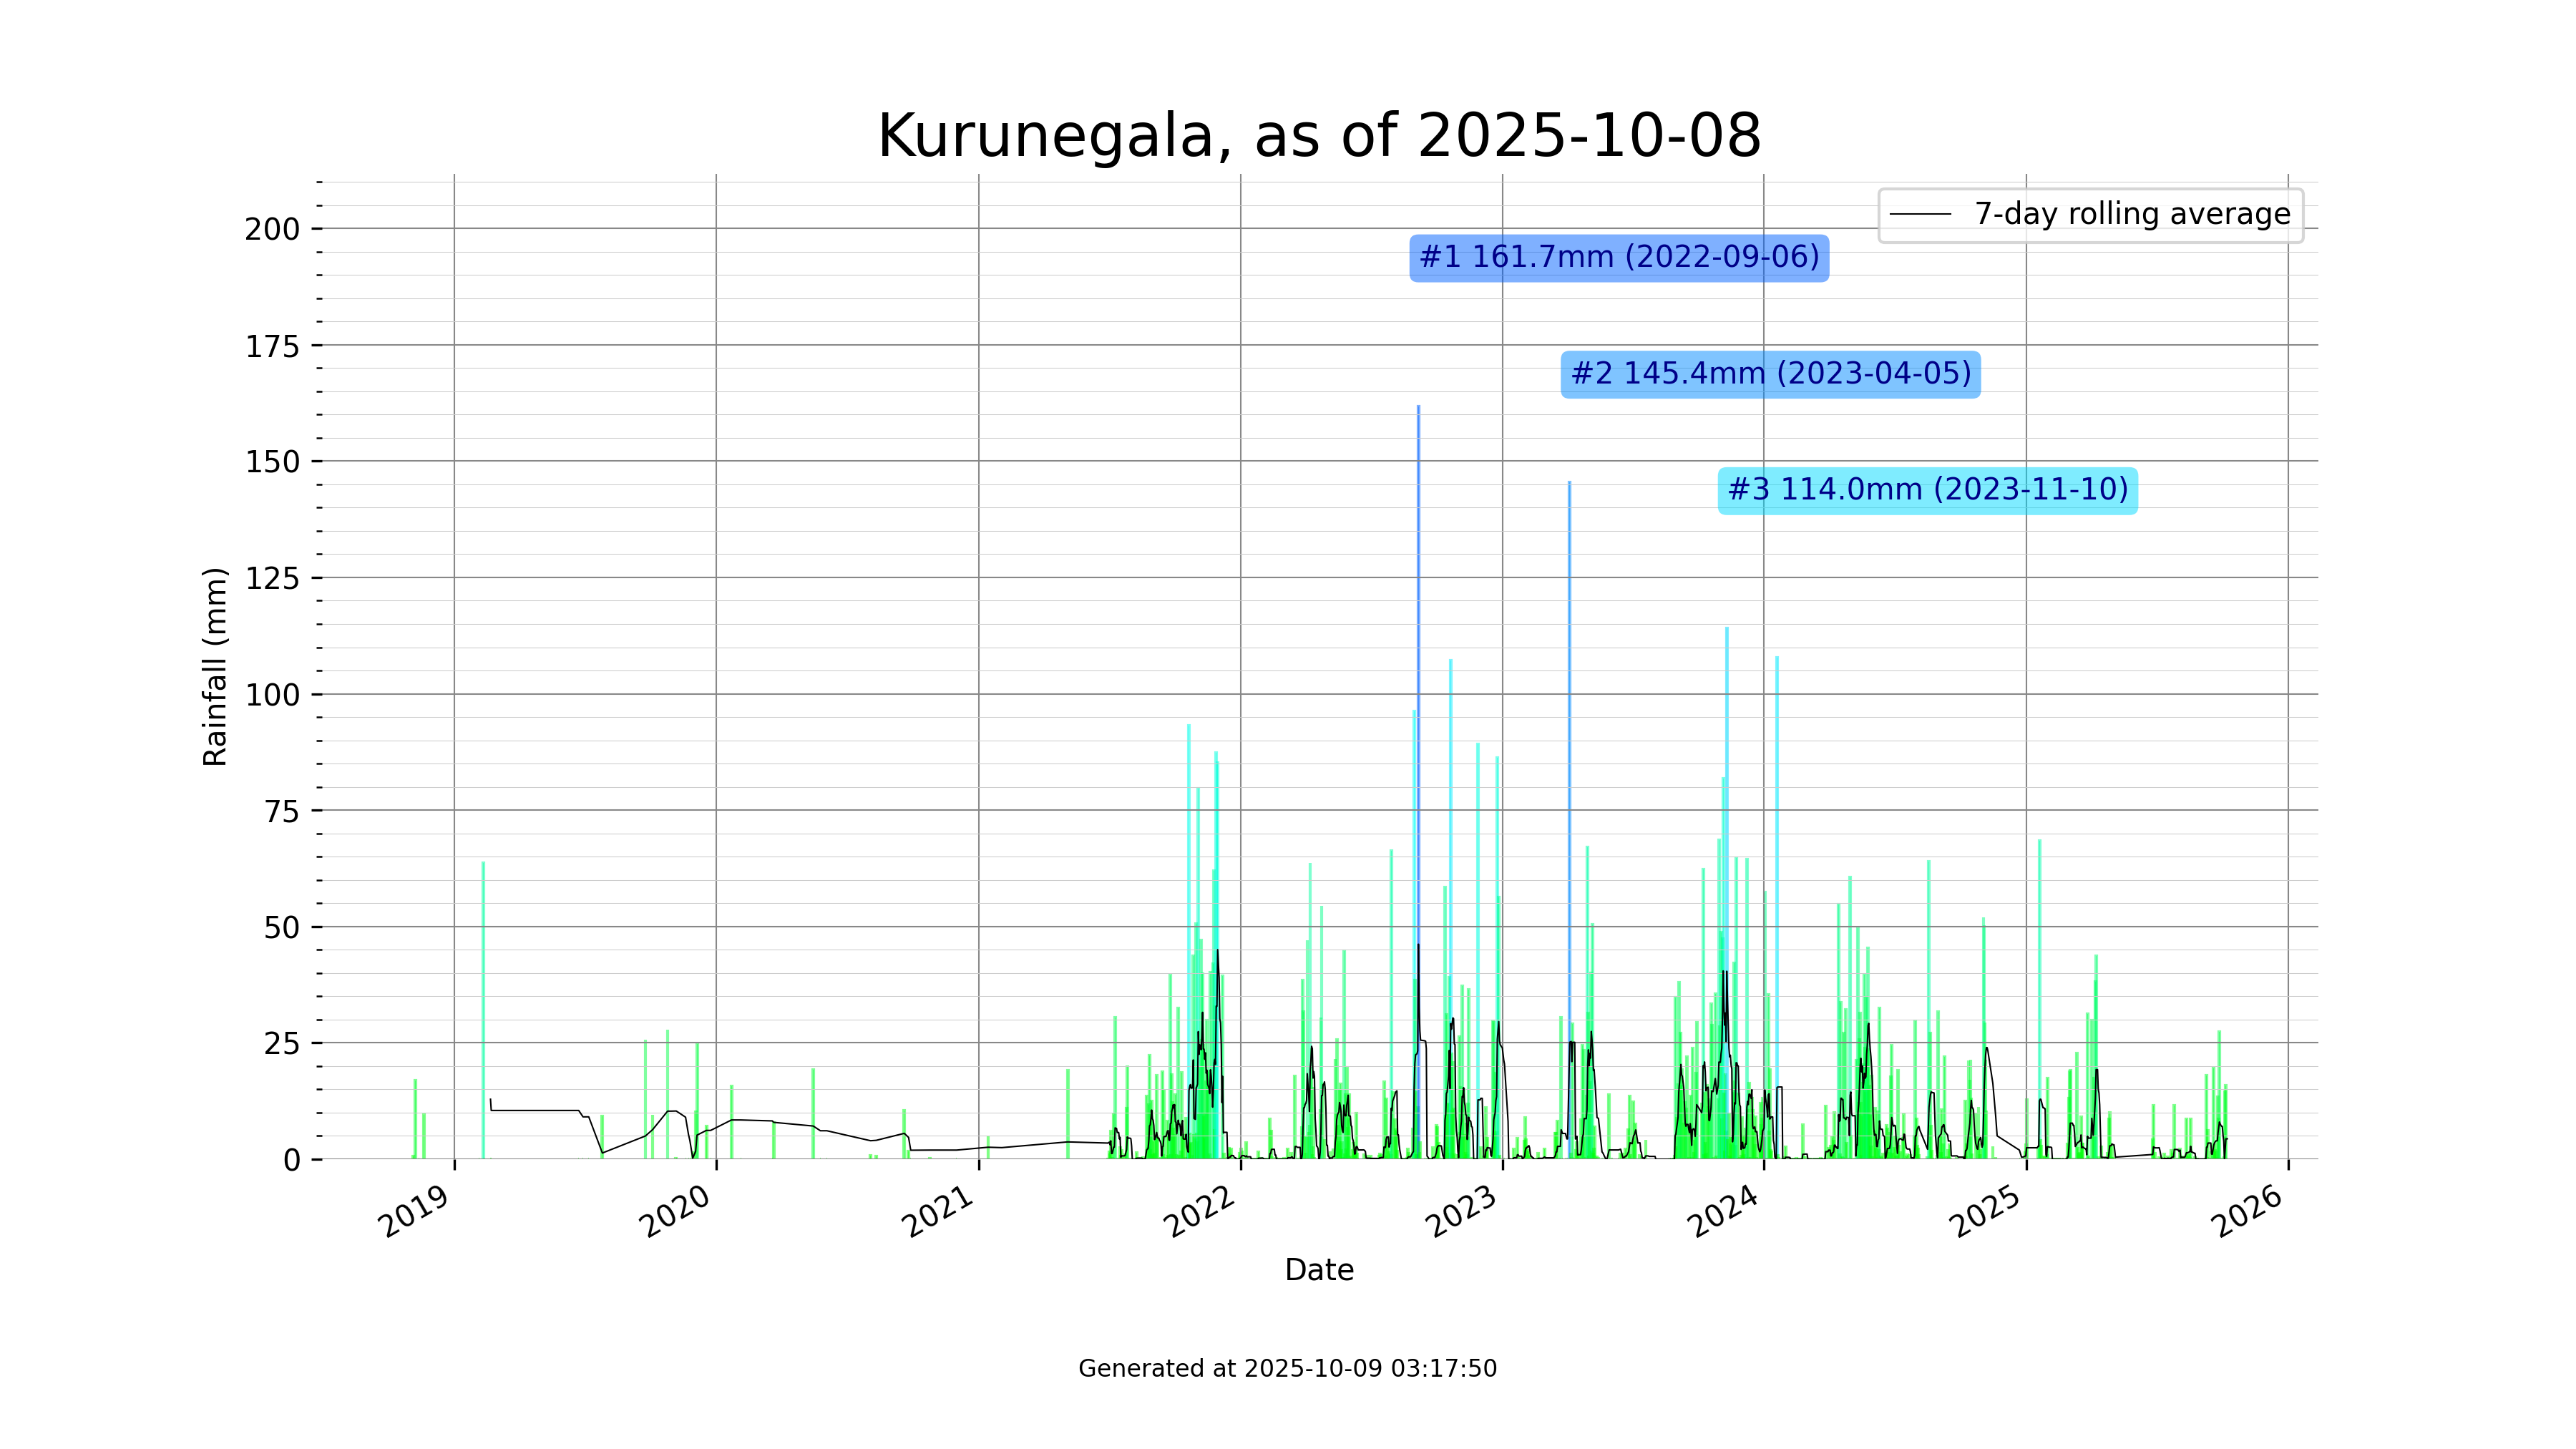 Kurunegala, as of 2025-10-08
7-day rolling average
#1 161.7mm (2022-09-06)
#2 145.4mm (2023-04-05)
#3 114.0mm (2023-11-10)
Rainfall (mm)
200
175
150
125
100
75
50
25
0
2019
2020
2021
2022
2023
2024
2025
2026
Date
Generated at 2025-10-09 03:17:50